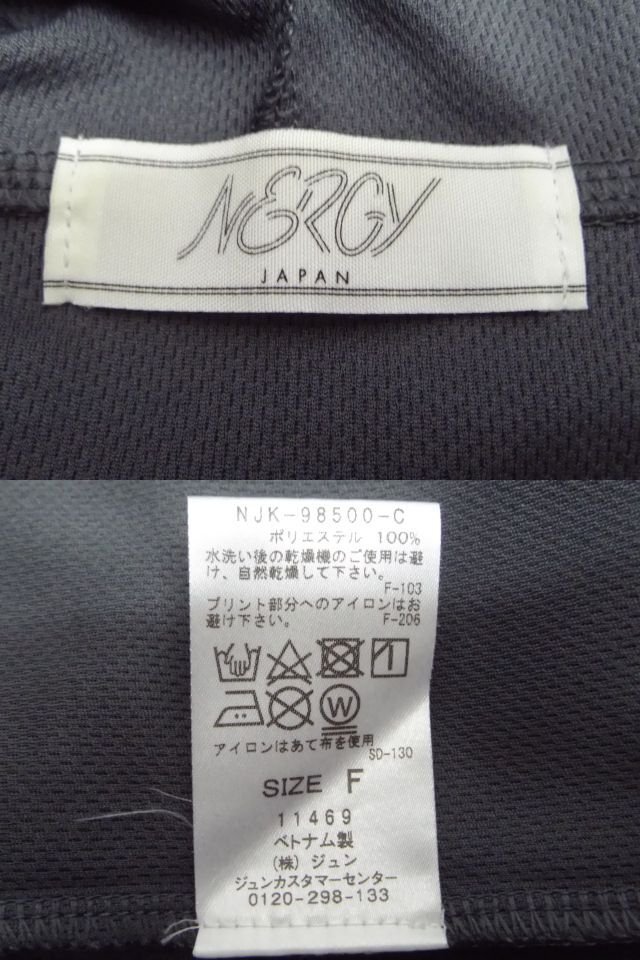 NERGY
JAPAN
NJK-98500-C
ポリエステル 100%
水洗い後の乾燥機のご使用は避
け、自然乾燥して下さい。
F-103
プリント部分へのアイロンはお
避け下さい。 F-206
W
アイロンはあて布を使用
SD-130
SIZE F
11469
ベトナム製
(株) ジュン
ジュンカスタマーセンター
0120-298-133